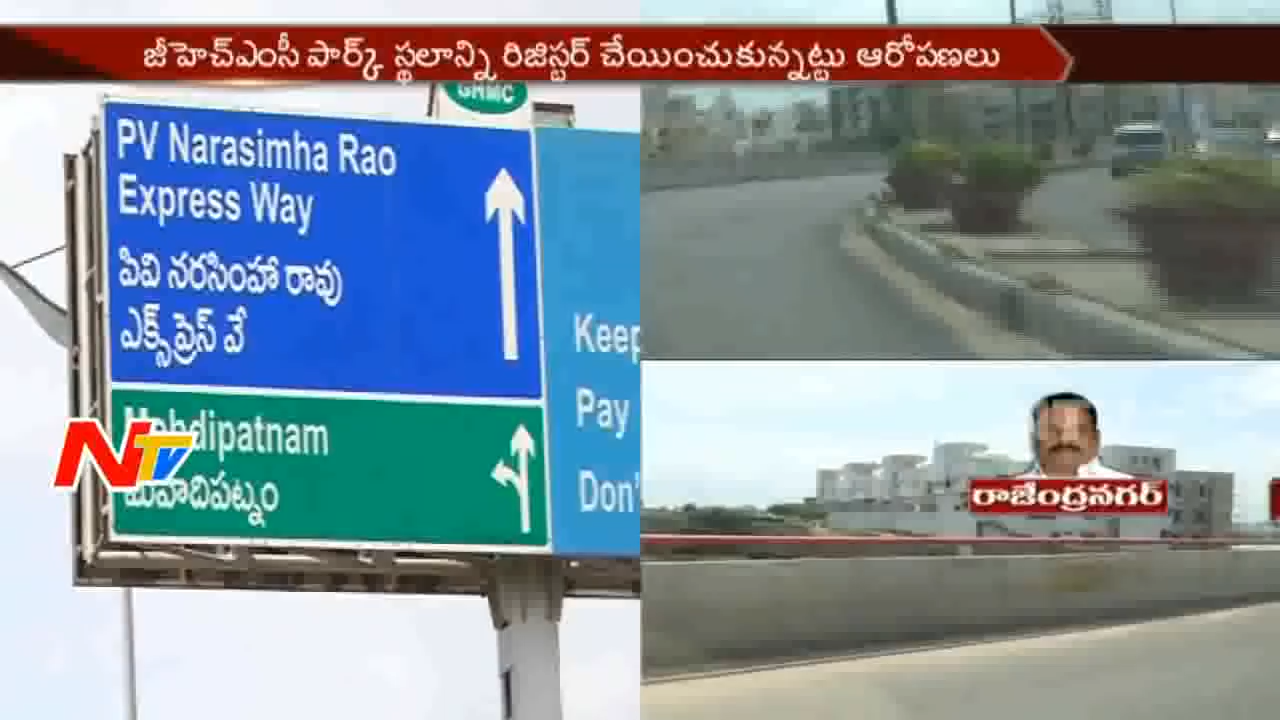 జీహెచ్ఎంసీ పార్క్ స్థలాన్ని రిజిస్టర్ చేయించుకున్నట్టు ఆరోపణలు
GHMC
PV Narasimha Rao
Express Way
పివి నరసింహా రావు
ఎక్స్‌ప్రెస్ వే
Mehdipatnam
మెహదిపట్నం
Keep
Pay
Don'
NTV
రాజేంద్రనగర్